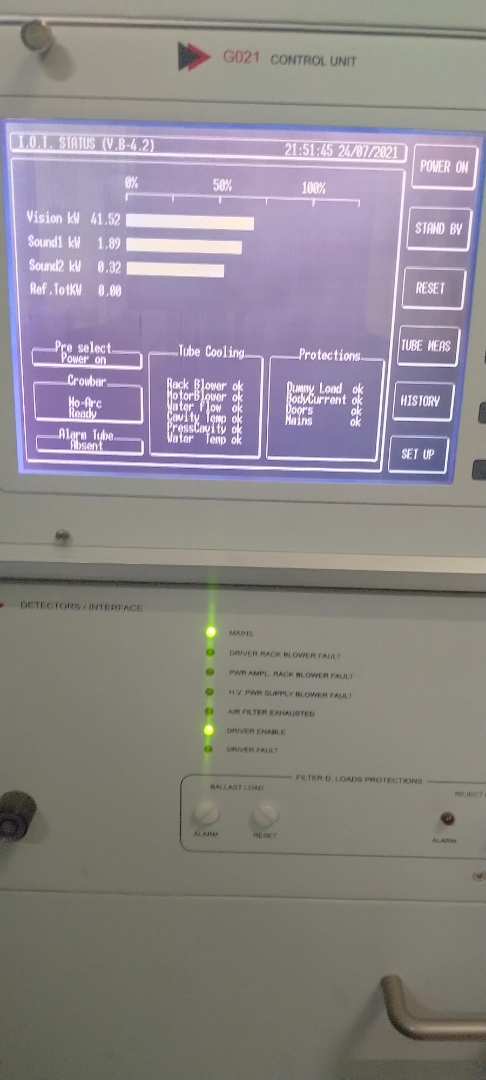 G021 CONTROL UNIT
I.O.T. STATUS (V.B-4.2) 21:51:45 24/07/2021
POWER ON
0% 50% 100%
Vision kW 41.52
STAND BY
Sound1 kW 1.89
Sound2 kW 0.32
Ref.TotKW 0.00
RESET
Pre select
Power on
Tube Cooling
Protections
TUBE MEAS
Crowbar
No-Arc
Ready
Rack Blower ok
MotorBlower ok
Water flow ok
Cavity Temp ok
PressCavity ok
Water Temp ok
Dummy Load ok
BodyCurrent ok
Doors ok
Mains ok
HISTORY
Alarm Tube
Absent
SET UP
DETECTORS / INTERFACE
MAINS
DRIVER RACK BLOWER FAULT
PWR AMPL. RACK BLOWER FAULT
H.V. PWR SUPPLY BLOWER FAULT
AIR FILTER EXHAUSTED
DRIVER ENABLE
DRIVER FAULT
FILTER & LOADS PROTECTIONS
BALLAST LOAD
REJECT
ALARM
RESET
ALARM